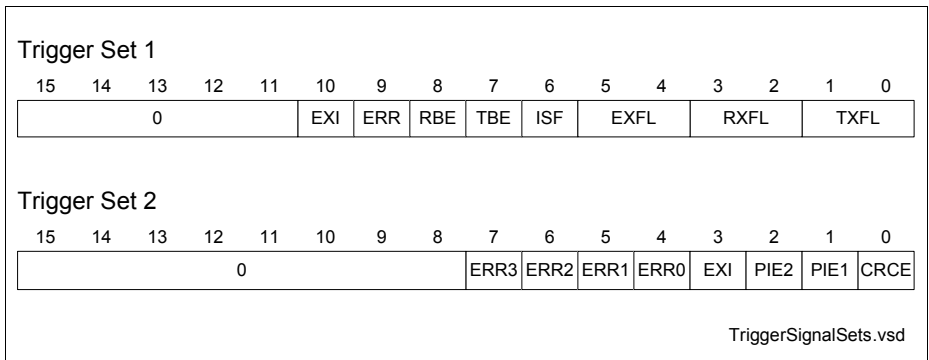 Trigger Set 1
15 14 13 12 11 10 9 8 7 6 5 4 3 2 1 0
0 EXI ERR RBE TBE ISF EXFL RXFL TXFL
Trigger Set 2
15 14 13 12 11 10 9 8 7 6 5 4 3 2 1 0
0 ERR3 ERR2 ERR1 ERR0 EXI PIE2 PIE1 CRCE
TriggerSignalSets.vsd